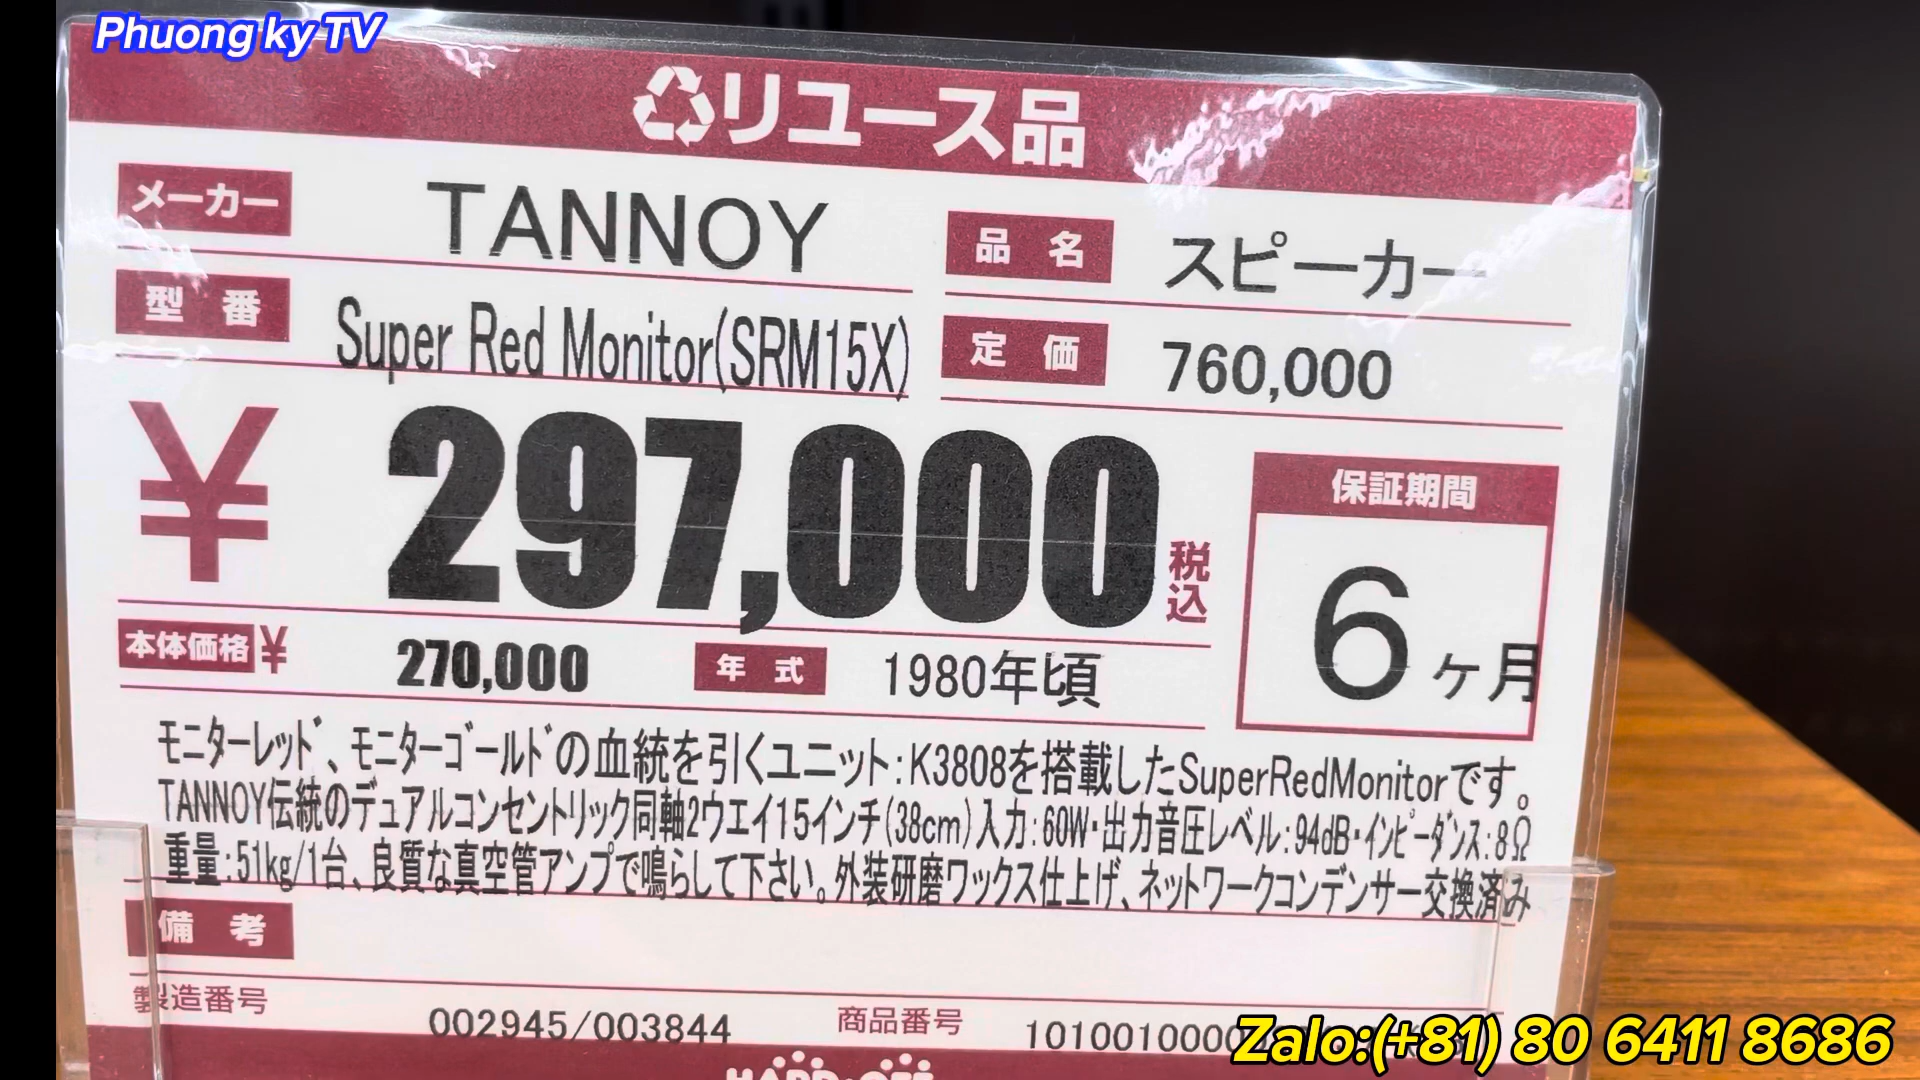 Phuong ky TV
リユース品
メーカー TANNOY 品名 スピーカー
型番 Super Red Monitor(SRM15X) 定価 760,000
¥ 297,000 税込
保証期間
6ヶ月
本体価格 ¥ 270,000 年式 1980年頃
モニターレッド、モニターゴールドの血統を引くユニット:K3808を搭載したSuperRedMonitorです。
TANNOY伝統のデュアルコンセントリック同軸2ウエイ15インチ(38cm)入力:60W・出力音圧レベル:94dB・インピーダンス:8Ω
重量:51kg/1台、良質な真空管アンプで鳴らして下さい。外装研磨ワックス仕上げ、ネットワークコンデンサー交換済み
備考
製造番号 002945/003844 商品番号
Zalo:(+81) 80 6411 8686